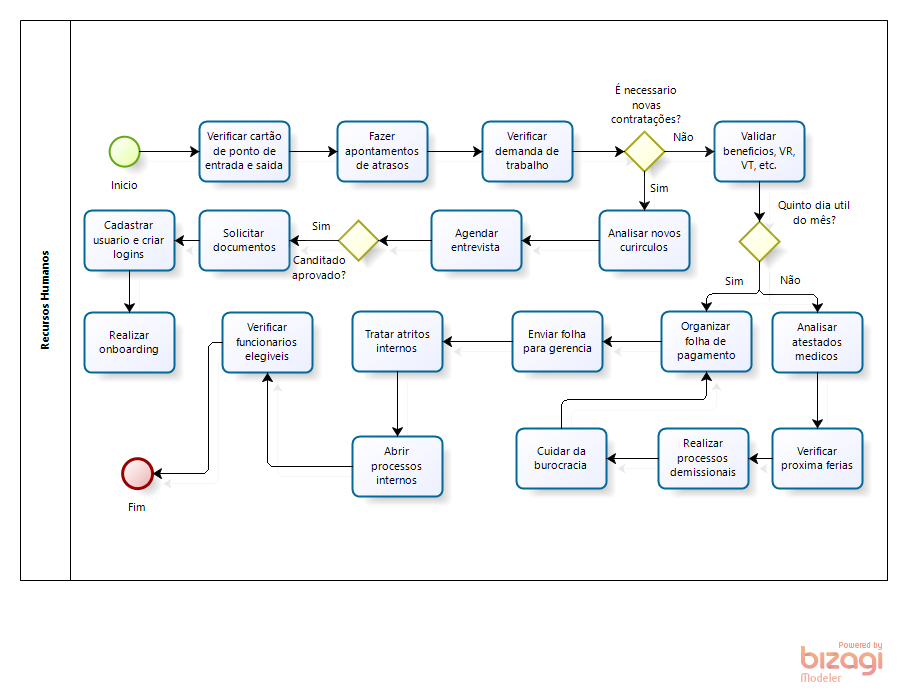 É necessario
novas
contratações?
Verificar cartão
de ponto de
entrada e saida
Fazer
apontamentos
de atrasos
Verificar
demanda de
trabalho
Não
Validar
beneficios, VR,
VT, etc.
Inicio
Sim
Quinto dia util
do mês?
Cadastrar
usuario e criar
logins
Solicitar
documentos
Sim
Canditado
aprovado?
Agendar
entrevista
Analisar novos
curirculos
Recursos Humanos
Sim
Não
Realizar
onboarding
Verificar
funcionarios
elegiveis
Tratar atritos
internos
Enviar folha
para gerencia
Organizar
folha de
pagamento
Analisar
atestados
medicos
Abrir
processos
internos
Cuidar da
burocracia
Realizar
processos
demissionais
Verificar
proxima ferias
Fim
Powered by
bizagi
Modeler